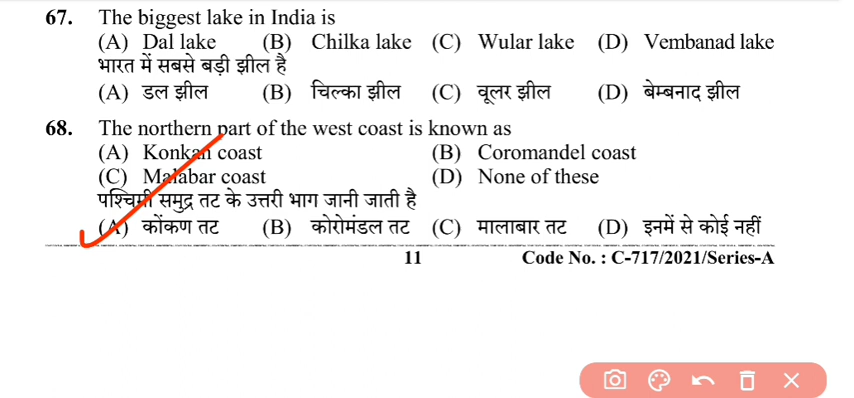 67. The biggest lake in India is
(A) Dal lake (B) Chilka lake (C) Wular lake (D) Vembanad lake
भारत में सबसे बड़ी झील है
(A) डल झील (B) चिल्का झील (C) वूलर झील (D) बेम्बनाद झील
68. The northern part of the west coast is known as
(A) Konkan coast (B) Coromandel coast
(C) Malabar coast (D) None of these
पश्चिमी समुद्र तट के उत्तरी भाग जानी जाती है
(A) कोंकण तट (B) कोरोमंडल तट (C) मालाबार तट (D) इनमें से कोई नहीं
11 Code No. : C-717/2021/Series-A